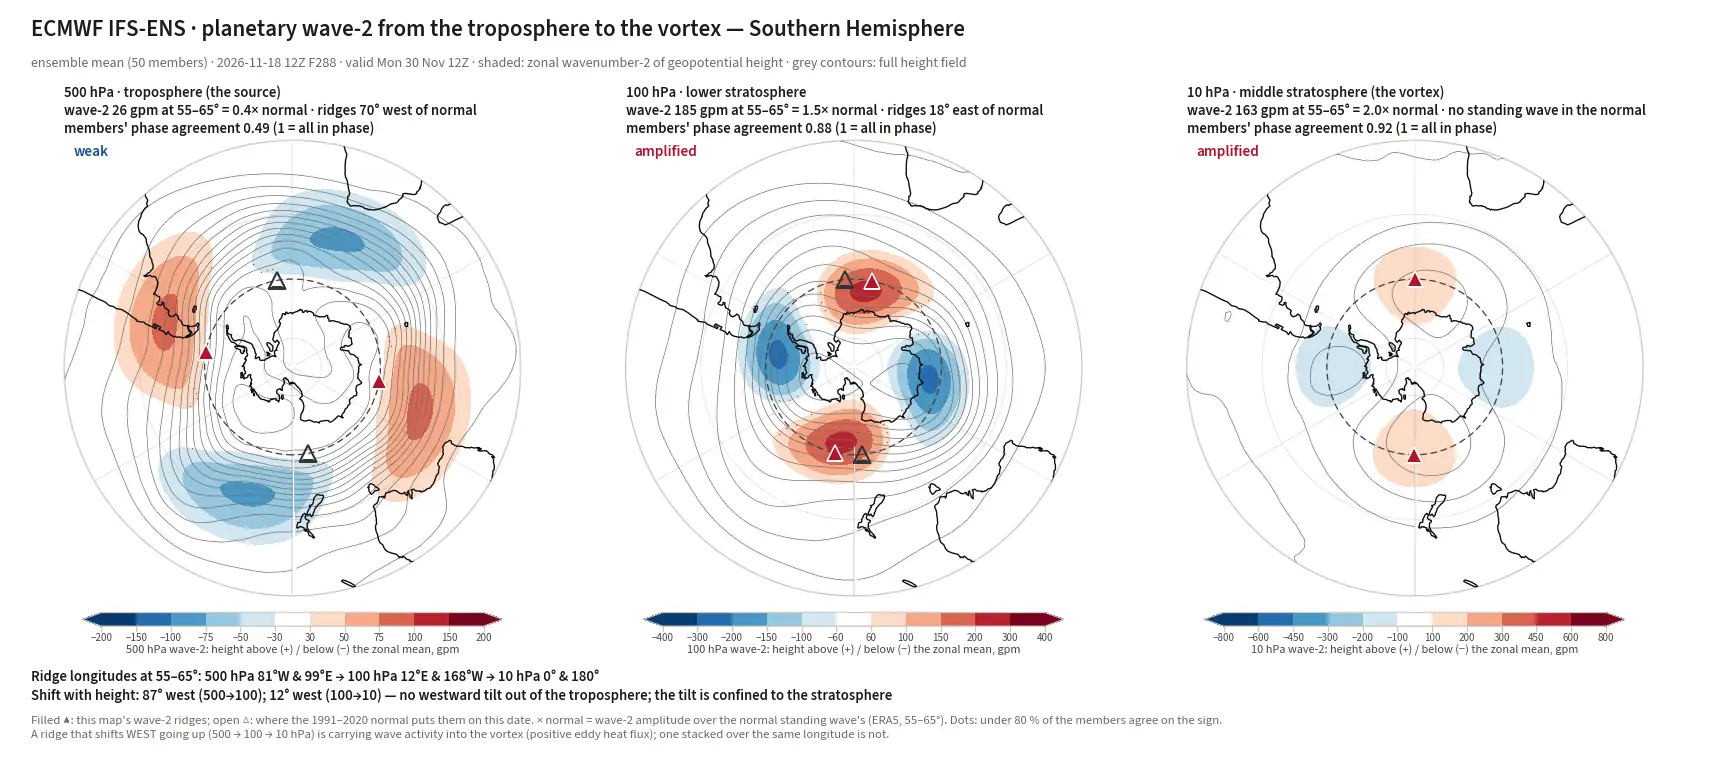 ECMWF IFS-ENS · planetary wave-2 from the troposphere to the vortex — Southern Hemisphere
ensemble mean (50 members) · 2026-11-18 12Z F288 · valid Mon 30 Nov 12Z · shaded: zonal wavenumber-2 of geopotential height · grey contours: full height field
500 hPa · troposphere (the source)
wave-2 26 gpm at 55–65° = 0.4× normal · ridges 70° west of normal
members' phase agreement 0.49 (1 = all in phase)
weak
100 hPa · lower stratosphere
wave-2 185 gpm at 55–65° = 1.5× normal · ridges 18° east of normal
members' phase agreement 0.88 (1 = all in phase)
amplified
10 hPa · middle stratosphere (the vortex)
wave-2 163 gpm at 55–65° = 2.0× normal · no standing wave in the normal
members' phase agreement 0.92 (1 = all in phase)
amplified
−200 −150 −100 −75 −50 −30 30 50 75 100 150 200
500 hPa wave-2: height above (+) / below (−) the zonal mean, gpm
−400 −300 −200 −150 −100 −60 60 100 150 200 300 400
100 hPa wave-2: height above (+) / below (−) the zonal mean, gpm
−800 −600 −450 −300 −200 −100 100 200 300 450 600 800
10 hPa wave-2: height above (+) / below (−) the zonal mean, gpm
Ridge longitudes at 55–65°: 500 hPa 81°W & 99°E → 100 hPa 12°E & 168°W → 10 hPa 0° & 180°
Shift with height: 87° west (500→100); 12° west (100→10) — no westward tilt out of the troposphere; the tilt is confined to the stratosphere
Filled ▲: this map's wave-2 ridges; open △: where the 1991–2020 normal puts them on this date. × normal = wave-2 amplitude over the normal standing wave's (ERA5, 55–65°). Dots: under 80 % of the members agree on the sign.
A ridge that shifts WEST going up (500 → 100 → 10 hPa) is carrying wave activity into the vortex (positive eddy heat flux); one stacked over the same longitude is not.